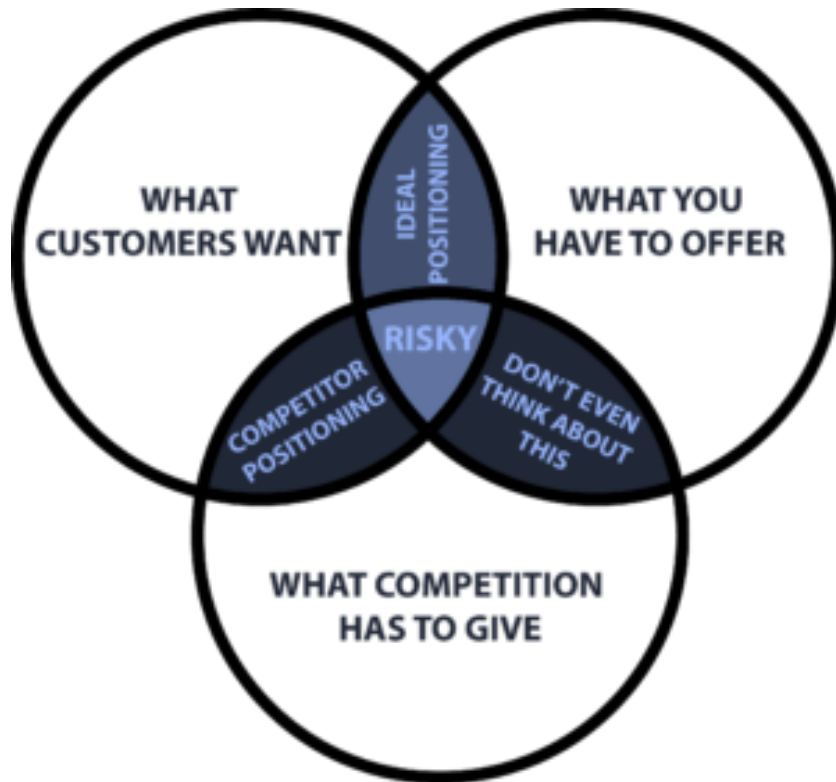 WHAT
CUSTOMERS WANT
IDEAL
POSITIONING
WHAT YOU
HAVE TO OFFER
RISKY
COMPETITOR
POSITIONING
DON'T EVEN
THINK ABOUT
THIS
WHAT COMPETITION
HAS TO GIVE